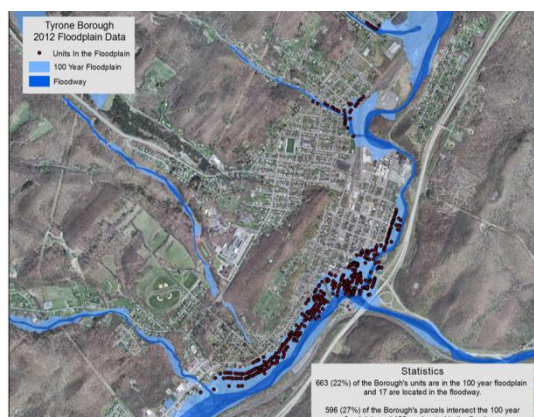 Tyrone Borough
2012 Floodplain Data
Units In the Floodplain
100 Year Floodplain
Floodway
Statistics
663 (22%) of the Borough's units are in the 100 year floodplain
and 17 are located in the floodway.
596 (27%) of the Borough's parcels intersect the 100 year